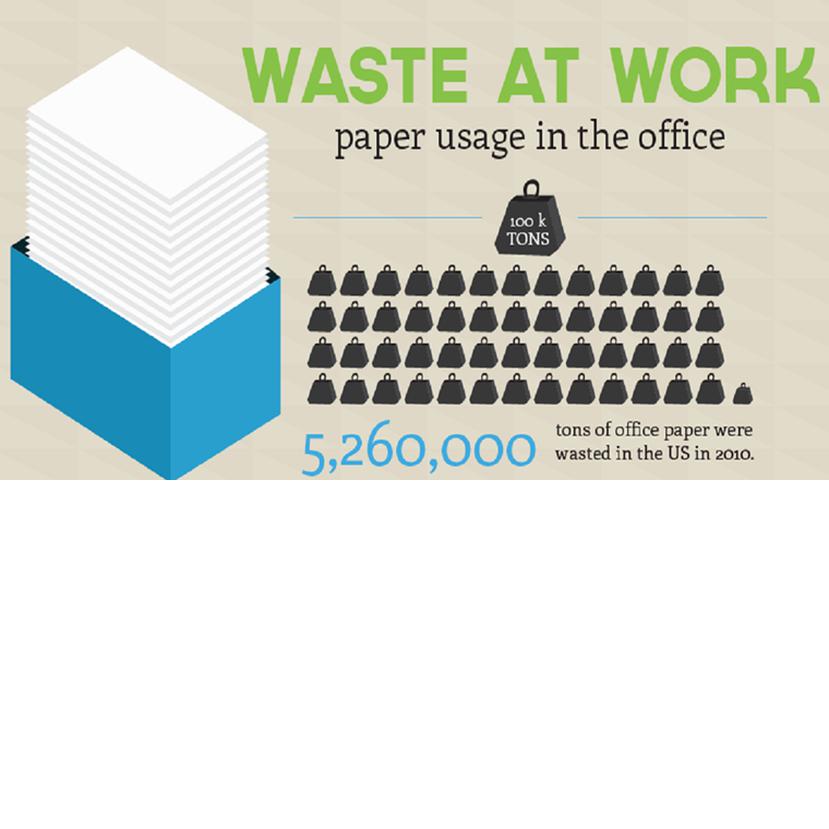 WASTE AT WORK
paper usage in the office
100 k
TONS
5,260,000
tons of office paper were
wasted in the US in 2010.